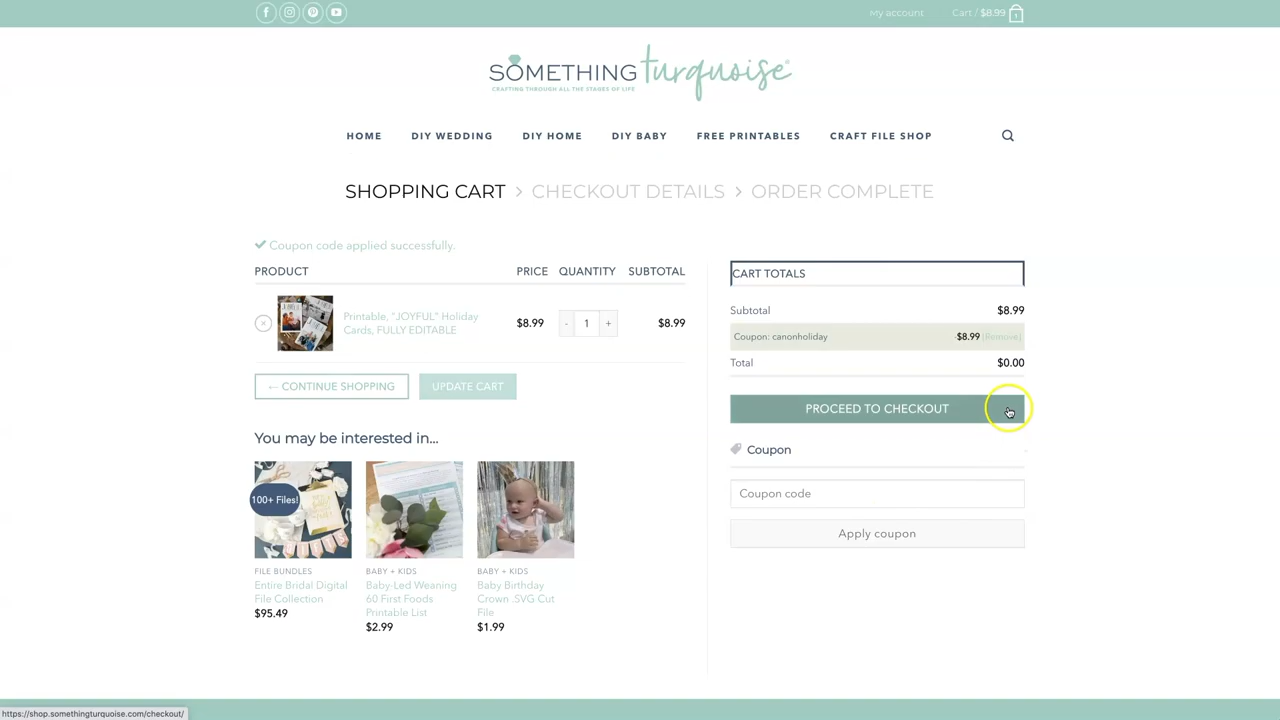 My account
Cart / $8.99 1
SOMETHING turquoise®
CRAFTING THROUGH ALL THE STAGES OF LIFE
HOME DIY WEDDING DIY HOME DIY BABY FREE PRINTABLES CRAFT FILE SHOP
SHOPPING CART > CHECKOUT DETAILS > ORDER COMPLETE
Coupon code applied successfully.
PRODUCT PRICE QUANTITY SUBTOTAL
× Printable, "JOYFUL" Holiday
Cards, FULLY EDITABLE
$8.99 - 1 + $8.99
← CONTINUE SHOPPING UPDATE CART
You may be interested in...
100+ Files!
FILE BUNDLES
Entire Bridal Digital
File Collection
$95.49
BABY + KIDS
Baby-Led Weaning
60 First Foods
Printable List
$2.99
BABY + KIDS
Baby Birthday
Crown .SVG Cut
File
$1.99
CART TOTALS
Subtotal $8.99
Coupon: canonholiday -$8.99 (Remove)
Total $0.00
PROCEED TO CHECKOUT
Coupon
Coupon code
Apply coupon
https://shop.somethingturquoise.com/checkout/